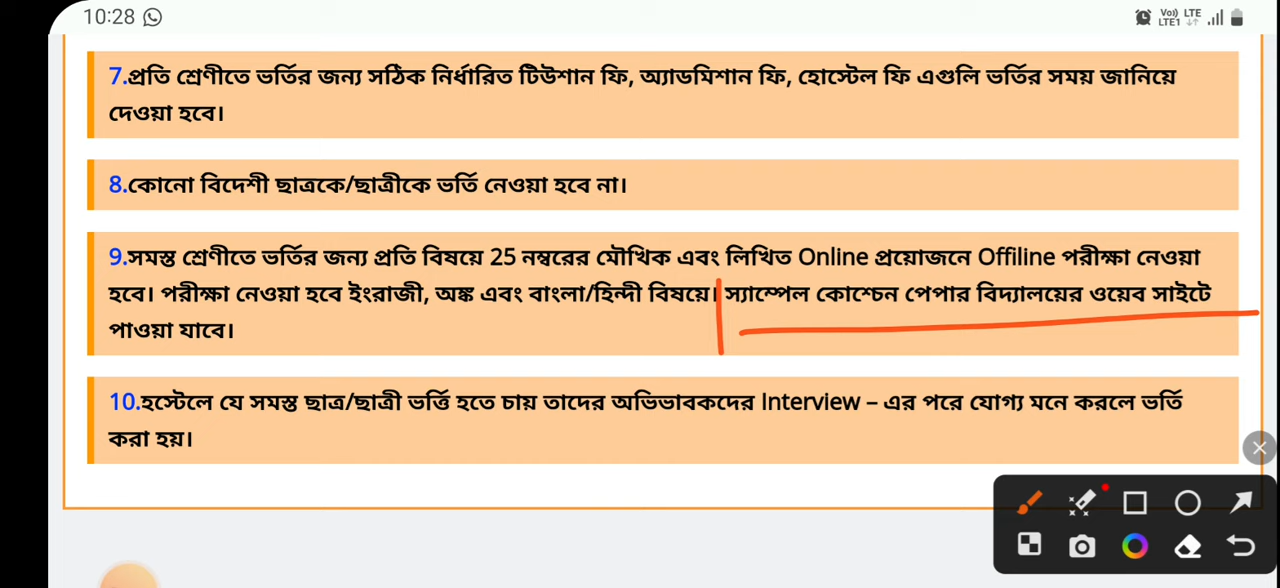 10:28
Vo)) LTE
LTE1
7.প্রতি শ্রেণীতে ভর্তির জন্য সঠিক নির্ধারিত টিউশান ফি, অ্যাডমিশান ফি, হোস্টেল ফি এগুলি ভর্তির সময় জানিয়ে
দেওয়া হবে।
8.কোনো বিদেশী ছাত্রকে/ছাত্রীকে ভর্তি নেওয়া হবে না।
9.সমস্ত শ্রেণীতে ভর্তির জন্য প্রতি বিষয়ে 25 নম্বরের মৌখিক এবং লিখিত Online প্রয়োজনে Offiline পরীক্ষা নেওয়া
হবে। পরীক্ষা নেওয়া হবে ইংরাজী, অঙ্ক এবং বাংলা/হিন্দী বিষয়ে। স্যাম্পেল কোশ্চেন পেপার বিদ্যালয়ের ওয়েব সাইটে
পাওয়া যাবে।
10.হস্টেলে যে সমস্ত ছাত্র/ছাত্রী ভর্ত্তি হতে চায় তাদের অভিভাবকদের Interview – এর পরে যোগ্য মনে করলে ভর্তি
করা হয়।